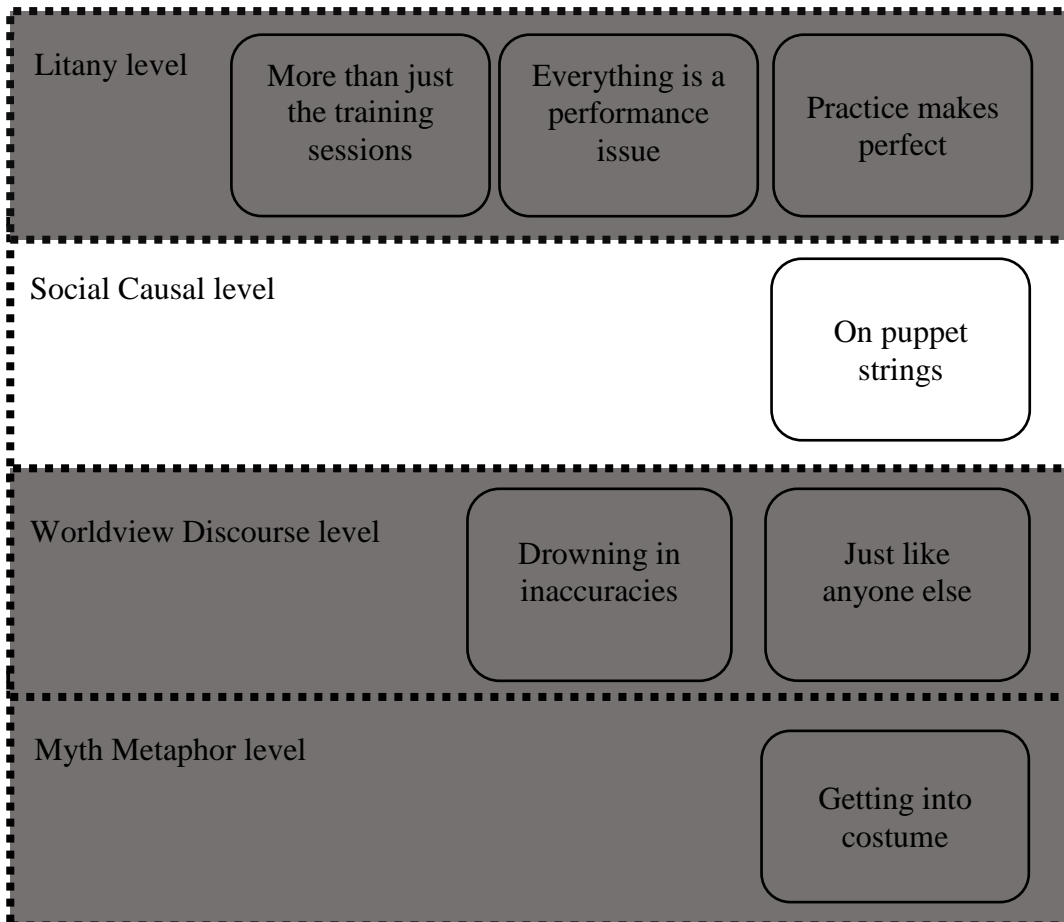 Litany level
More than just
the training
sessions
Everything is a
performance
issue
Practice makes
perfect
Social Causal level
On puppet
strings
Worldview Discourse level
Drowning in
inaccuracies
Just like
anyone else
Myth Metaphor level
Getting into
costume